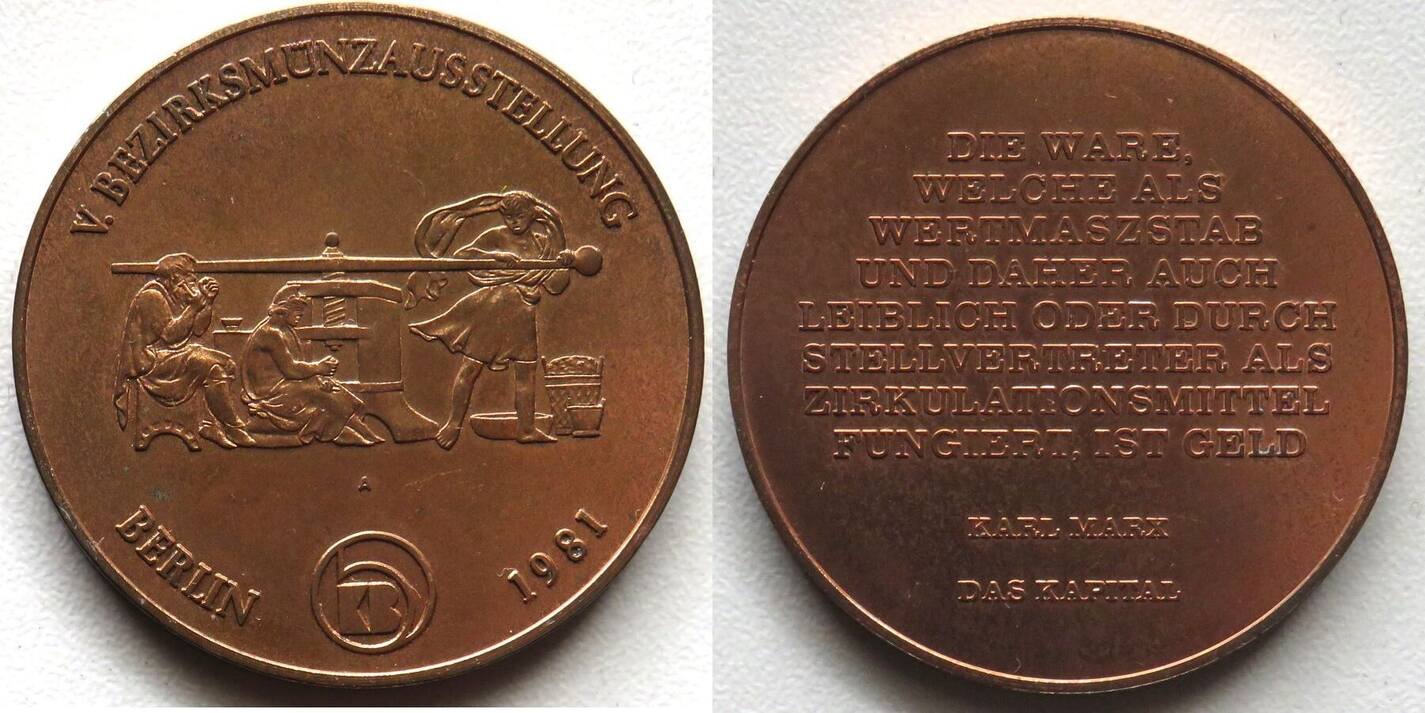 V. BEZIRKSMÜNZAUSSTELLUNG
A
BERLIN 1981
KB
DIE WARE,
WELCHE ALS
WERTMASZSTAB
UND DAHER AUCH
LEIBLICH ODER DURCH
STELLVERTRETER ALS
ZIRKULATIONSMITTEL
FUNGIERT, IST GELD
KARL MARX
DAS KAPITAL